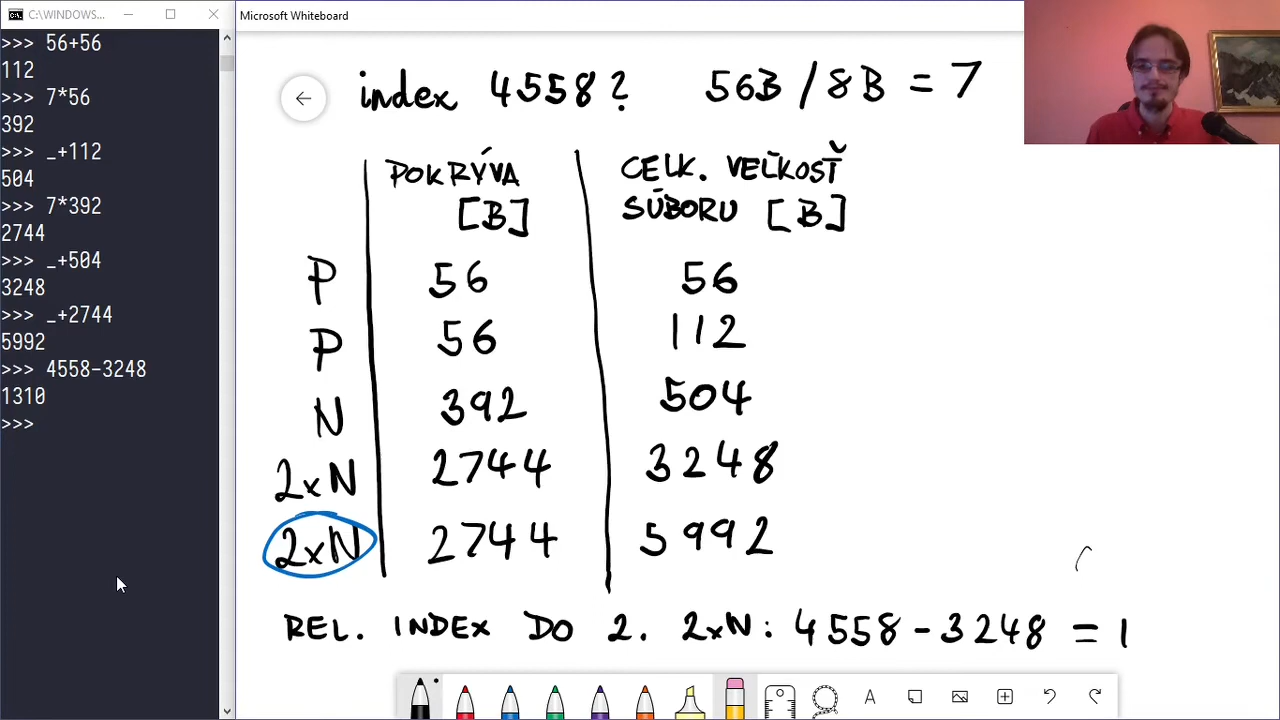 C:\WINDOWS...
>>> 56+56
112
>>> 7*56
392
>>> _+112
504
>>> 7*392
2744
>>> _+504
3248
>>> _+2744
5992
>>> 4558-3248
1310
>>>
Microsoft Whiteboard
index 4558? 56B / 8B = 7
POKRÝVA CELK. VEĽKOSŤ
[B] SÚBORU [B]
P 56 56
P 56 112
N 392 504
2xN 2744 3248
2xN 2744 5992
REL. INDEX DO 2. 2xN: 4558-3248 = 1
A